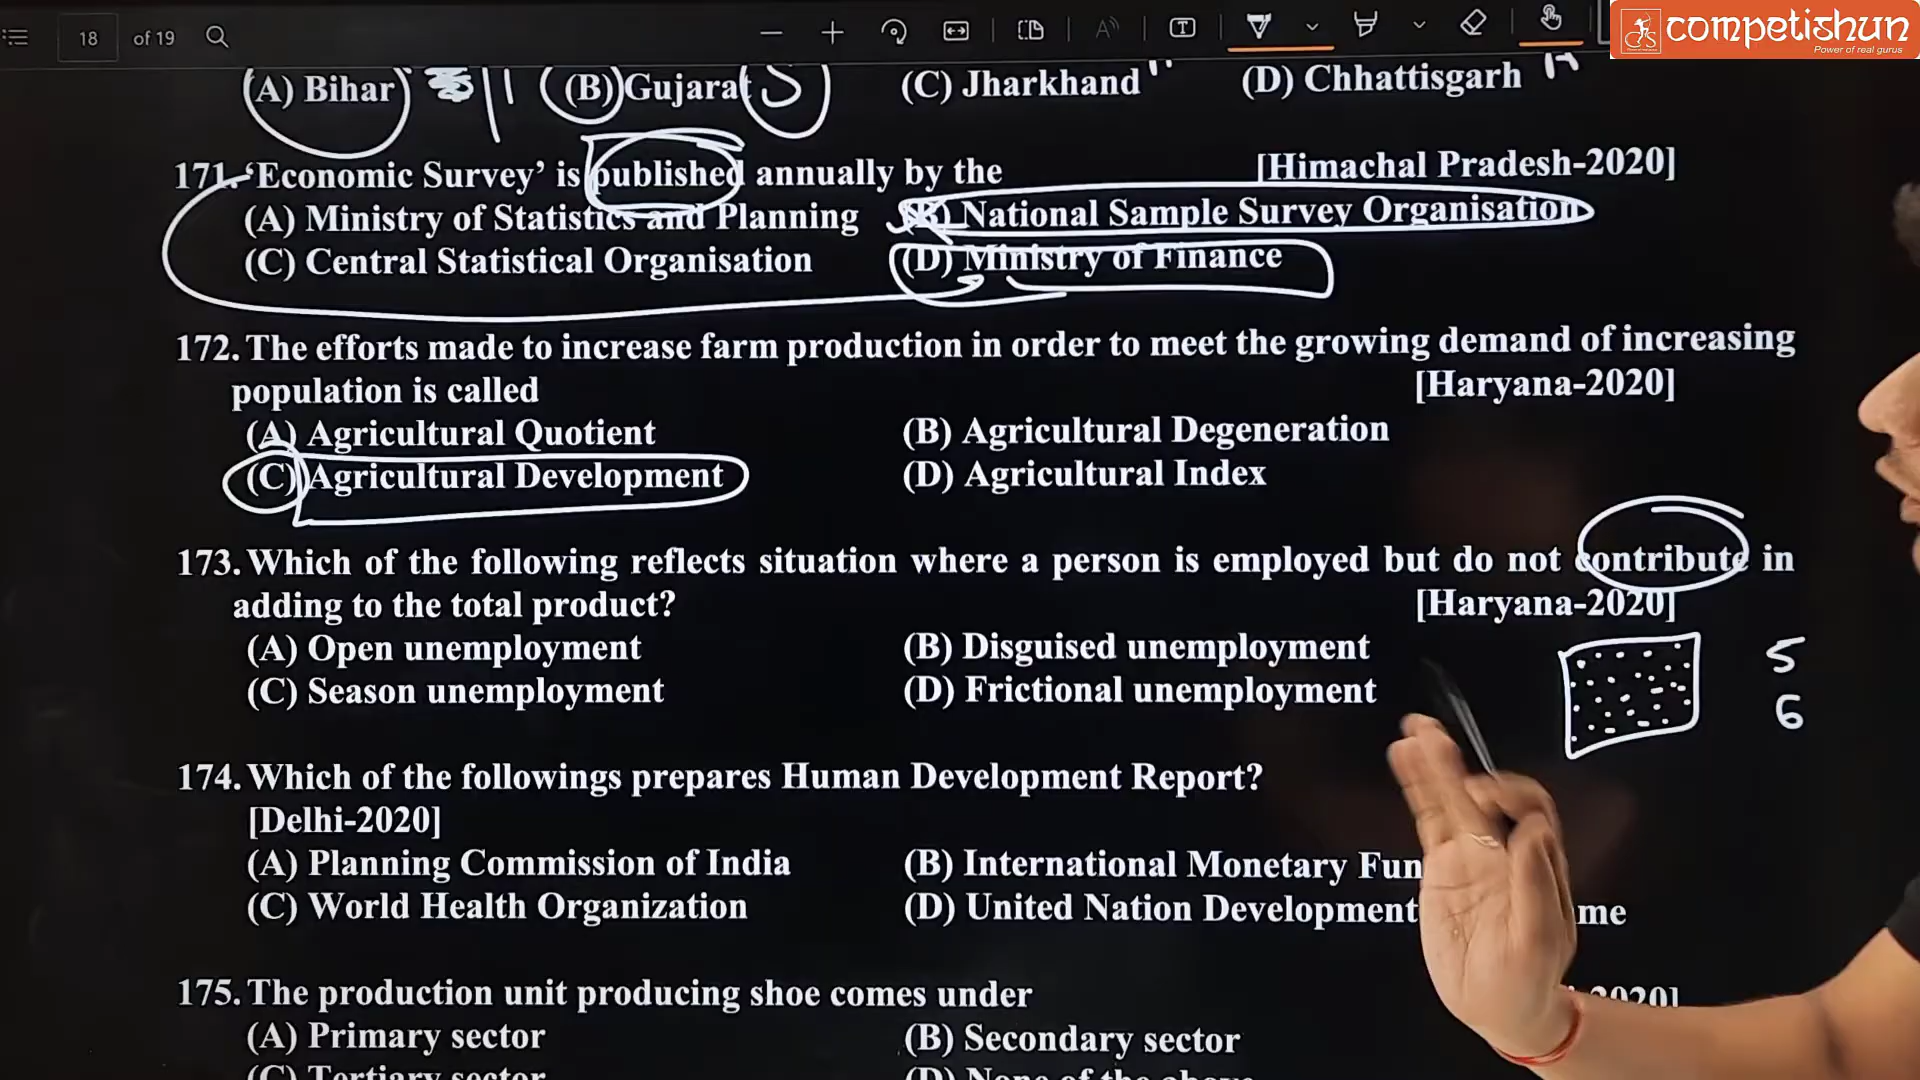 18 of 19
competishun
Power of real gurus
(A) Bihar (B) Gujarat (C) Jharkhand (D) Chhattisgarh
S
171. ‘Economic Survey’ is published annually by the [Himachal Pradesh-2020]
(A) Ministry of Statistics and Planning (B) National Sample Survey Organisation
(C) Central Statistical Organisation (D) Ministry of Finance
172. The efforts made to increase farm production in order to meet the growing demand of increasing
population is called [Haryana-2020]
(A) Agricultural Quotient (B) Agricultural Degeneration
(C) Agricultural Development (D) Agricultural Index
173. Which of the following reflects situation where a person is employed but do not contribute in
adding to the total product? [Haryana-2020]
(A) Open unemployment (B) Disguised unemployment
(C) Season unemployment (D) Frictional unemployment
5
6
174. Which of the followings prepares Human Development Report?
[Delhi-2020]
(A) Planning Commission of India (B) International Monetary Fun
(C) World Health Organization (D) United Nation Development me
175. The production unit producing shoe comes under -2020]
(A) Primary sector (B) Secondary sector
(C) Tertiary sector (D) None of the above